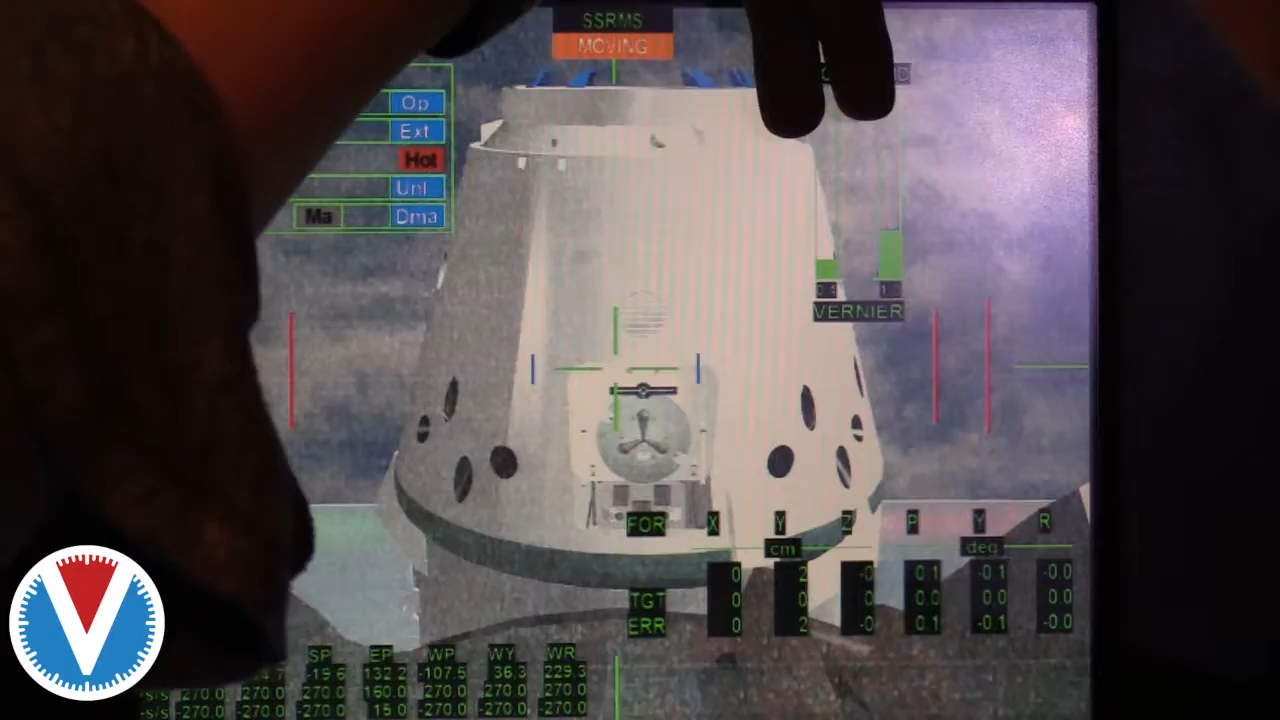 SSRMS
MOVING
Op
Ext
Hot
Unl
Ma Dma
VERNIER
FOR X Y Z P Y R
cm deg
0 2 -0 0.1 -0.1 -0.0
TGT 0 0 0 0.0 0.0 0.0
ERR 0 2 -0 0.1 -0.1 -0.0
SP EP WP WY WR
-19.6 132.2 -107.5 36.3 229.3
-270.0 -270.0 -270.0 160.0 -270.0 -270.0 -270.0
-270.0 -270.0 -270.0 15.0 -270.0 -270.0 -270.0
V